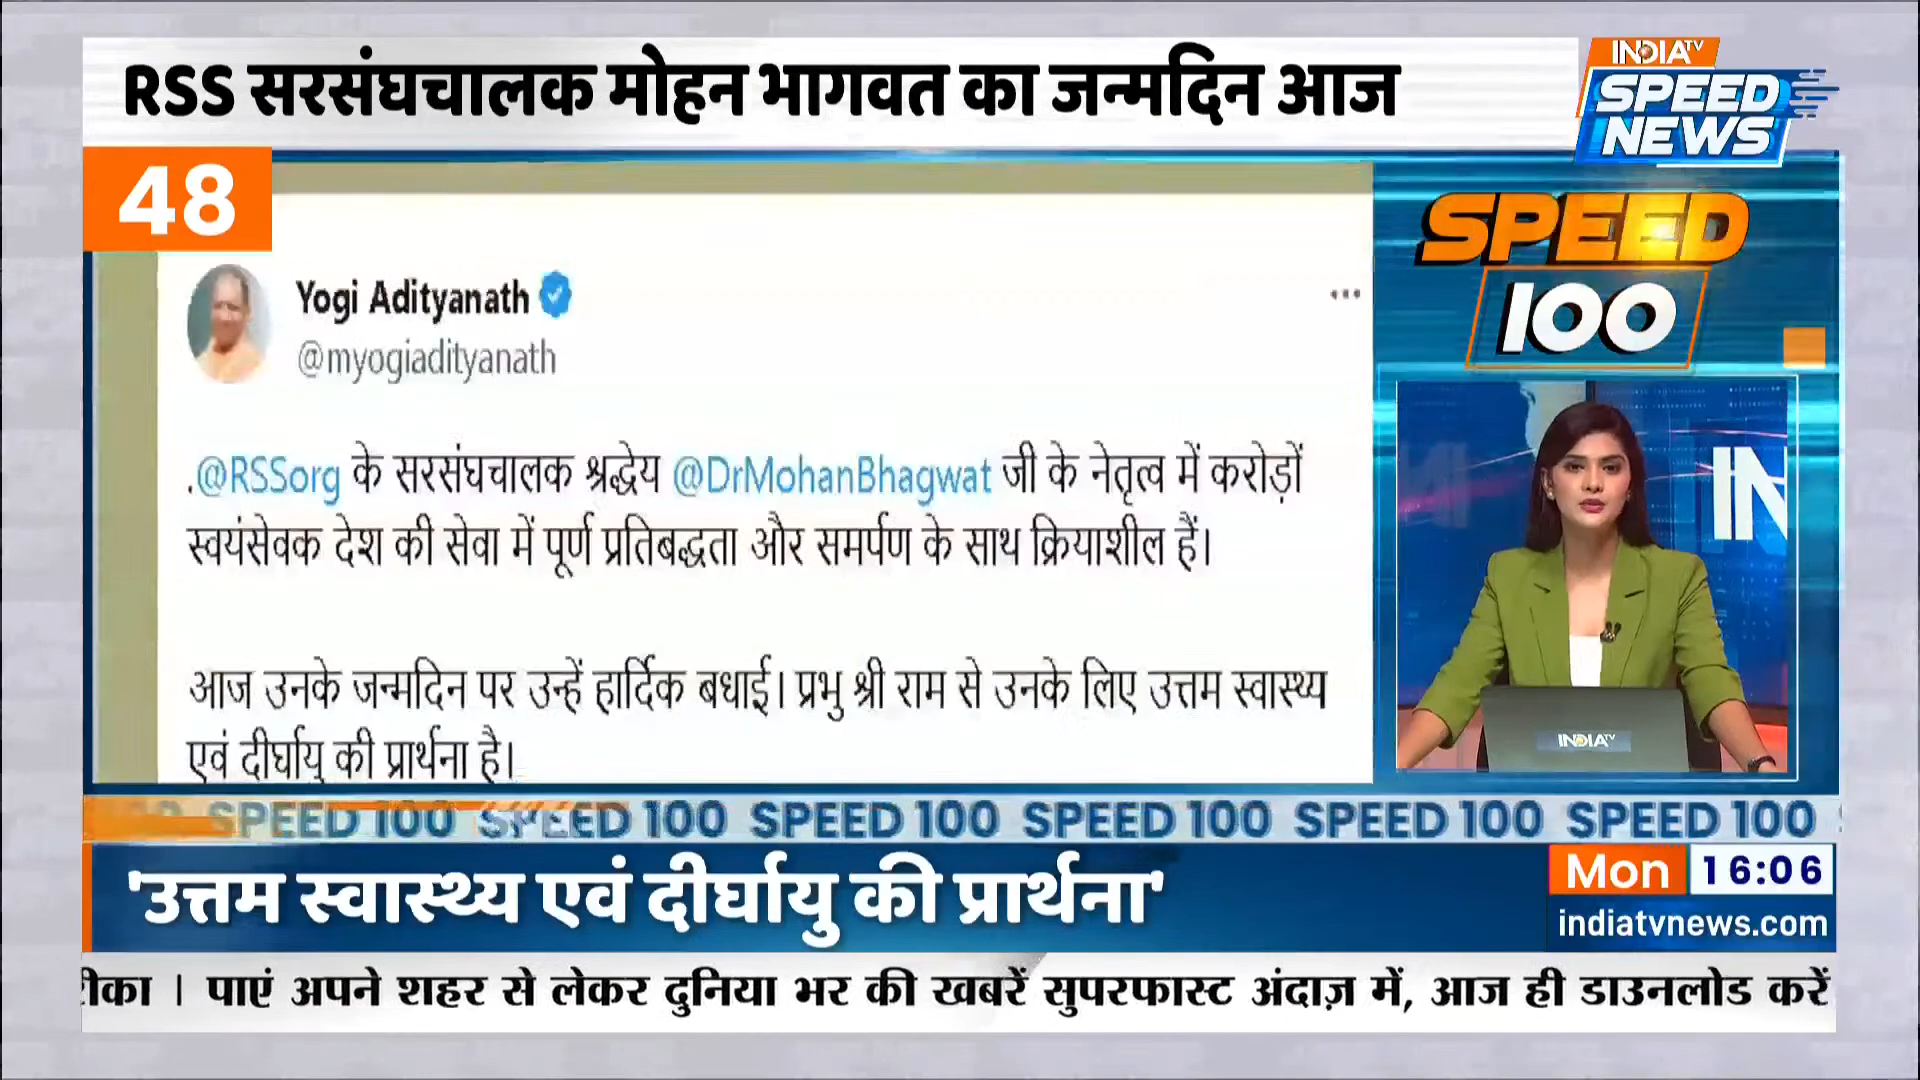 RSS सरसंघचालक मोहन भागवत का जन्मदिन आज
INDIA TV
SPEED
NEWS
48
SPEED
100
Yogi Adityanath
@myogiadityanath
.@RSSorg के सरसंघचालक श्रद्धेय @DrMohanBhagwat जी के नेतृत्व में करोड़ों
स्वयंसेवक देश की सेवा में पूर्ण प्रतिबद्धता और समर्पण के साथ क्रियाशील हैं।
आज उनके जन्मदिन पर उन्हें हार्दिक बधाई। प्रभु श्री राम से उनके लिए उत्तम स्वास्थ्य
एवं दीर्घायु की प्रार्थना है।
IN
INDIA TV
SPEED 100 SPEED 100 SPEED 100 SPEED 100 SPEED 100 SPEED 100
'उत्तम स्वास्थ्य एवं दीर्घायु की प्रार्थना'
Mon 16:06
indiatvnews.com
| पाएं अपने शहर से लेकर दुनिया भर की खबरें सुपरफास्ट अंदाज़ में, आज ही डाउनलोड करें